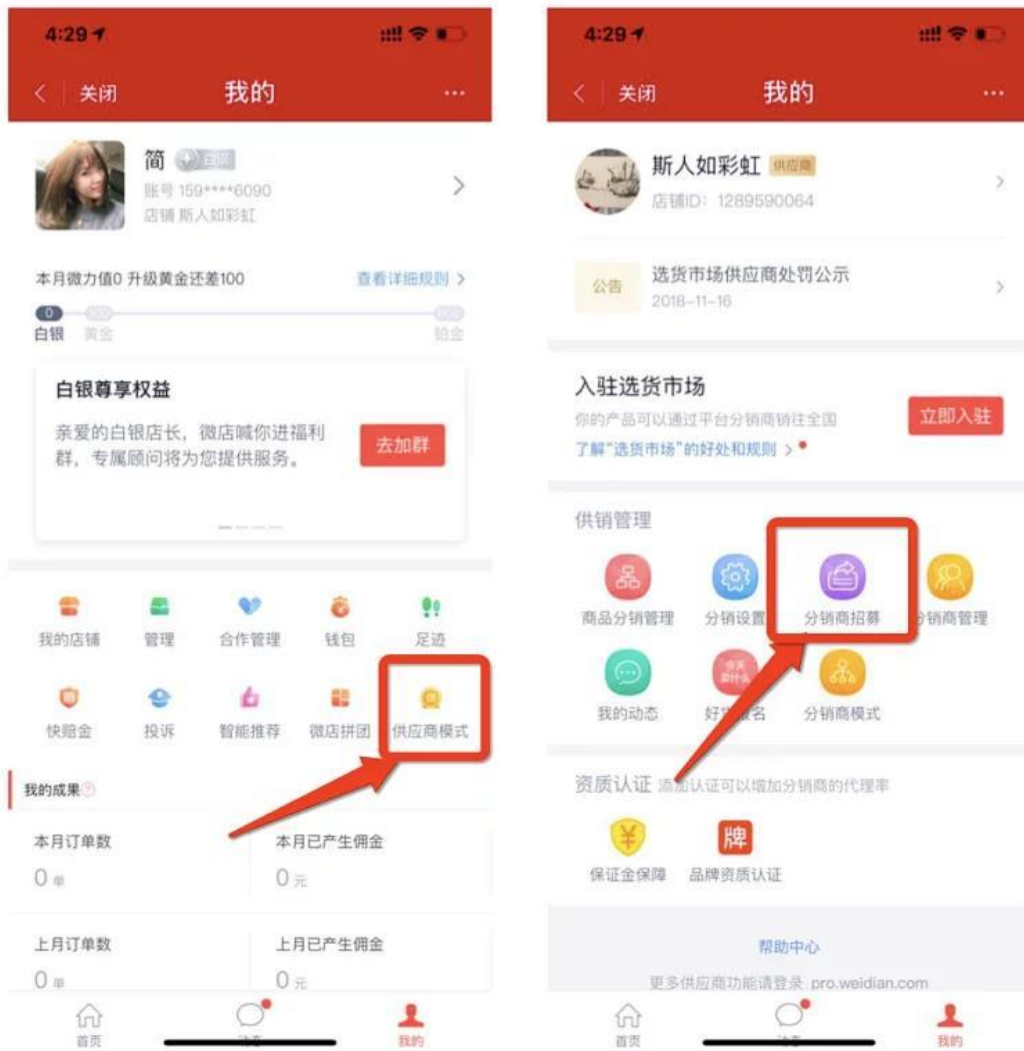 4:29
关闭
我的
简 白银
账号 159****6090
店铺 斯人如彩虹
本月微力值0 升级黄金还差100
查看详细规则
0
白银 黄金
铂金
白银尊享权益
亲爱的白银店长，微店喊你进福利
群，专属顾问将为您提供服务。
去加群
我的店铺 管理 合作管理 钱包 足迹
快赔金 投诉 智能推荐 微店拼团 供应商模式
我的成果
本月订单数 本月已产生佣金
0 单 0 元
上月订单数 上月已产生佣金
0 单 0 元
首页
我的
4:29
关闭
我的
斯人如彩虹 供应商
店铺ID： 1289590064
公告
选货市场供应商处罚公示
2018-11-16
入驻选货市场
你的产品可以通过平台分销商销往全国
了解“选货市场”的好处和规则
立即入驻
供销管理
商品分销管理 分销设置 分销商招募 分销商管理
今天
卖什么
我的动态 好货报名 分销商模式
资质认证 添加认证可以增加分销商的代理率
牌
保证金保障 品牌资质认证
帮助中心
更多供应商功能请登录 pro.weidian.com
首页
我的